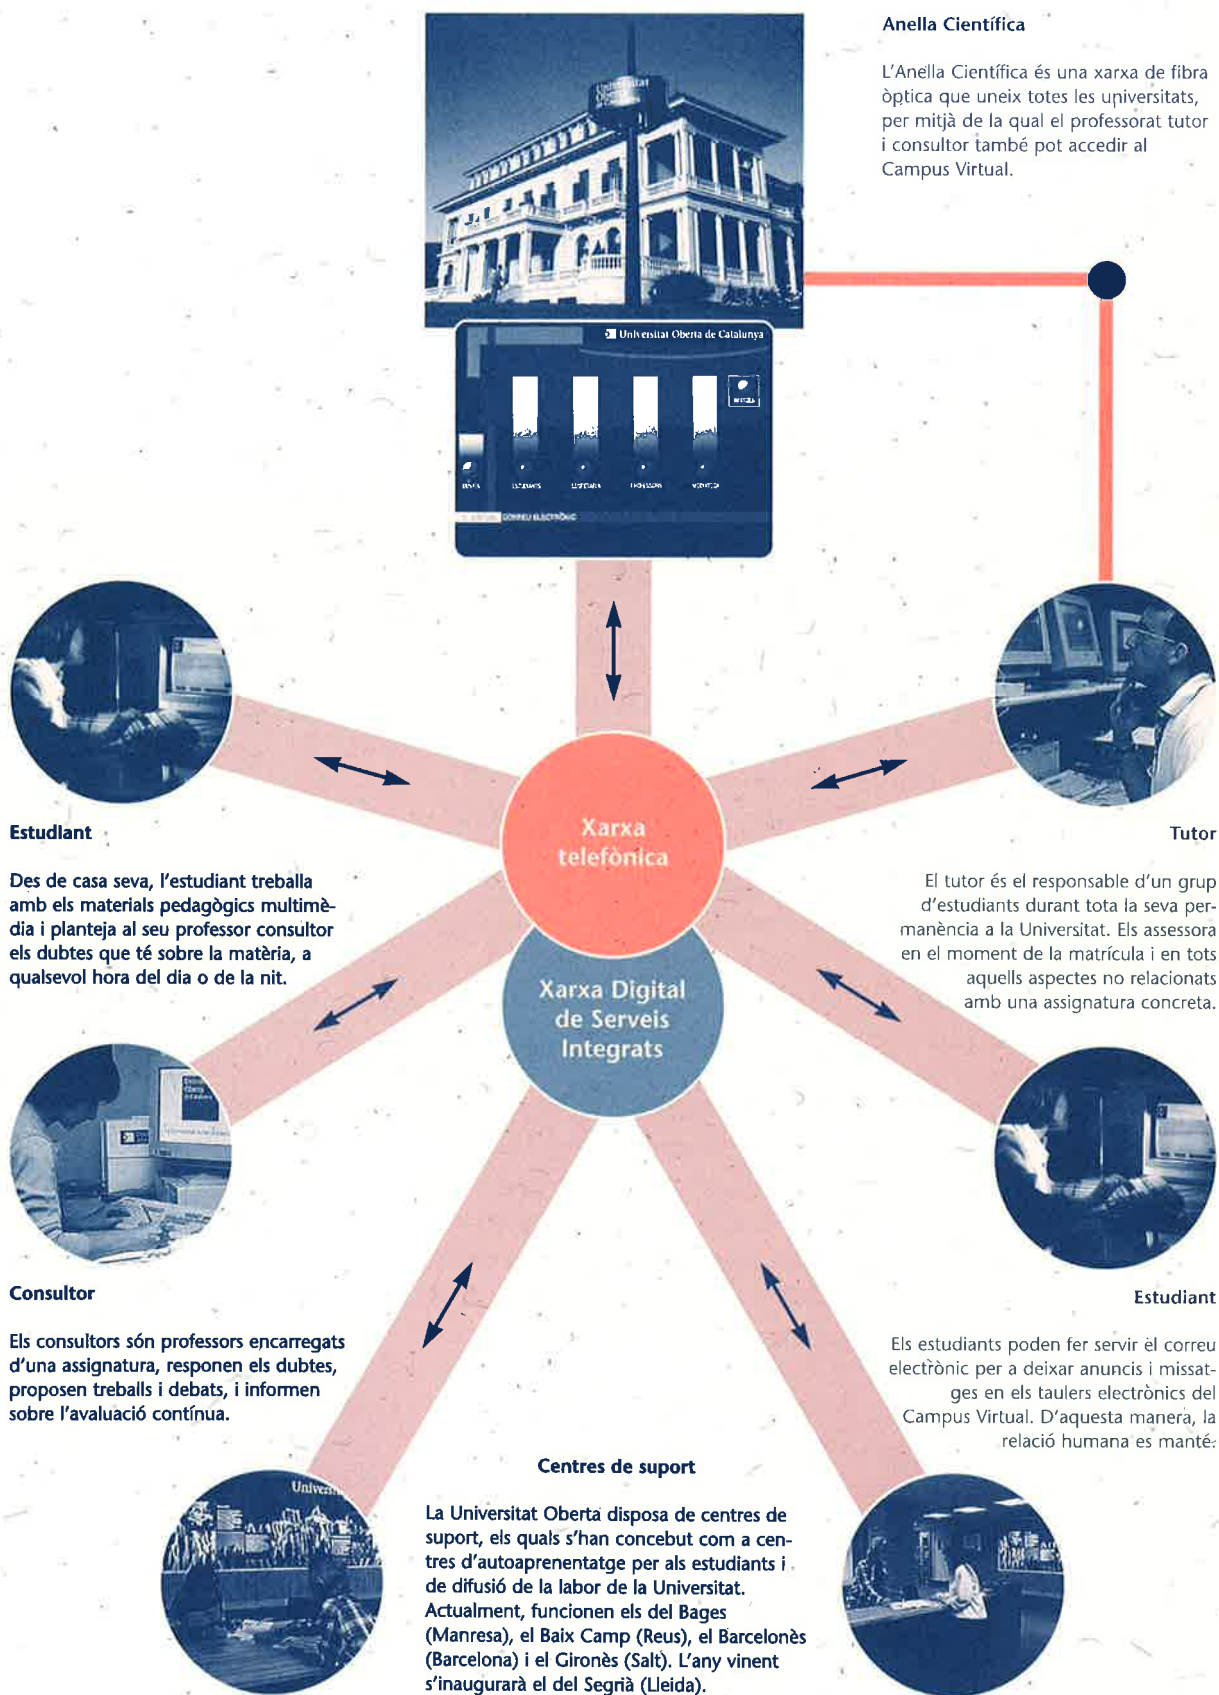 Anella Científica
L'Anella Científica és una xarxa de fibra
òptica que uneix totes les universitats,
per mitjà de la qual el professorat tutor
i consultor també pot accedir al
Campus Virtual.
Universitat
Oberta
Universitat Oberta de Catalunya
ESTUDIANTS
SECRETARIA
PROFESSORS
MEDIATECA
CORREU ELECTRÒNIC
Xarxa
telefònica
Xarxa Digital
de Serveis
Integrats
Estudiant
Des de casa seva, l'estudiant treballa
amb els materials pedagògics multimè-
dia i planteja al seu professor consultor
els dubtes que té sobre la matèria, a
qualsevol hora del dia o de la nit.
Tutor
El tutor és el responsable d'un grup
d'estudiants durant tota la seva per-
manència a la Universitat. Els assessora
en el moment de la matrícula i en tots
aquells aspectes no relacionats
amb una assignatura concreta.
Consultor
Els consultors són professors encarregats
d'una assignatura, responen els dubtes,
proposen treballs i debats, i informen
sobre l'avaluació contínua.
Estudiant
Els estudiants poden fer servir el correu
electrònic per a deixar anuncis i missat-
ges en els taulers electrònics del
Campus Virtual. D'aquesta manera, la
relació humana es manté.
Univers
Centres de suport
La Universitat Oberta disposa de centres de
suport, els quals s'han concebut com a cen-
tres d'autoaprenentatge per als estudiants i
de difusió de la labor de la Universitat.
Actualment, funcionen els del Bages
(Manresa), el Baix Camp (Reus), el Barcelonès
(Barcelona) i el Gironès (Salt). L'any vinent
s'inaugurarà el del Segrià (Lleida).